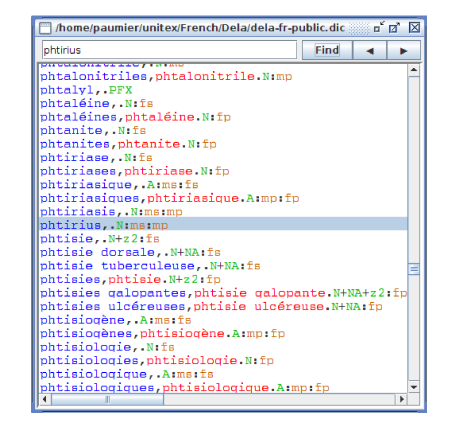 /home/paumier/unitex/French/Dela/dela-fr-public.dic
phtirius
Find
phtalonitrile,.N:ms
phtalonitriles,phtalonitrile.N:mp
phtalyl,.PFX
phtaléine,.N:fs
phtaléines,phtaléine.N:fp
phtanite,.N:fs
phtanites,phtanite.N:fp
phtiriase,.N:fs
phtiriases,phtiriase.N:fp
phtiriasique,.A:ms:fs
phtiriasiques,phtiriasique.A:mp:fp
phtiriasis,.N:ms:mp
phtirius,.N:ms:mp
phtisie,.N+z2:fs
phtisie dorsale,.N+NA:fs
phtisie tuberculeuse,.N+NA:fs
phtisies,phtisie.N+z2:fp
phtisies galopantes,phtisie galopante.N+NA+z2:fp
phtisies ulcéreuses,phtisie ulcéreuse.N+NA:fp
phtisiogène,.A:ms:fs
phtisiogènes,phtisiogène.A:mp:fp
phtisiologie,.N:fs
phtisiologies,phtisiologie.N:fp
phtisiologique,.A:ms:fs
phtisiologiques,phtisiologique.A:mp:fp